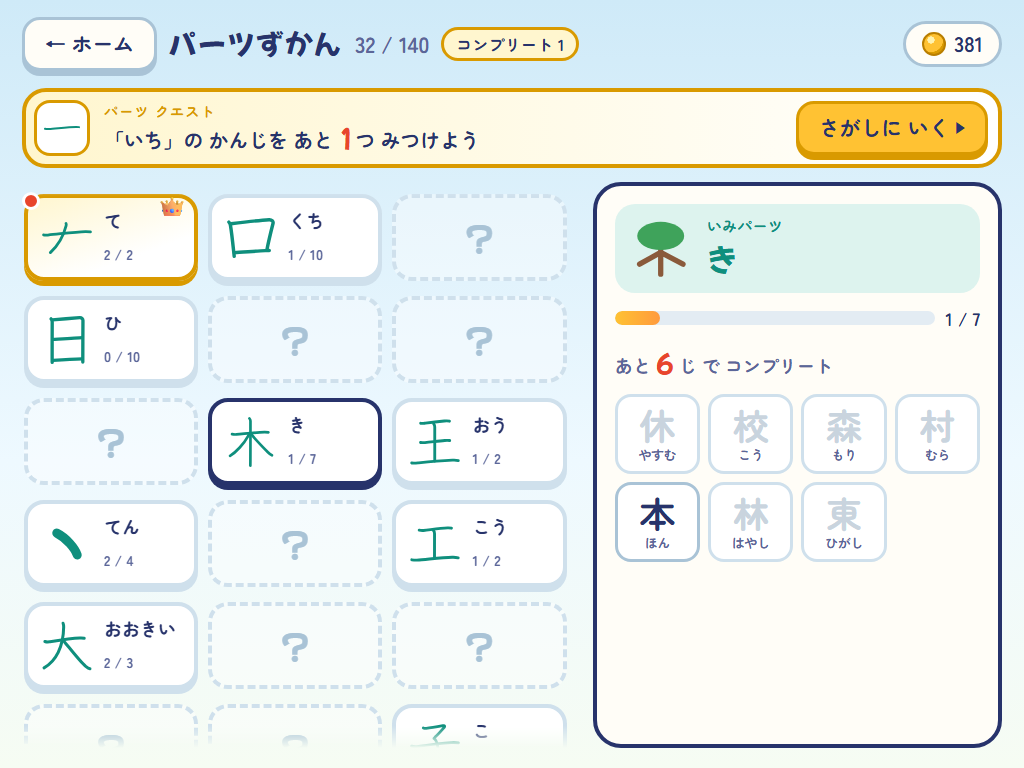 ← ホーム
パーツずかん 32 / 140 コンプリート 1
381
一
パーツ クエスト
「いち」の かんじを あと 1つ みつけよう
さがしに いく ▶
𠂇 て 2 / 2
口 くち 1 / 10
?
日 ひ 0 / 10
?
?
?
木 き 1 / 7
王 おう 1 / 2
丶 てん 2 / 4
?
工 こう 1 / 2
大 おおきい 2 / 3
?
?
?
?
子 こ
いみパーツ
き
1 / 7
あと 6 じ で コンプリート
休 校 森 村
やすむ こう もり むら
本 林 東
ほん はやし ひがし